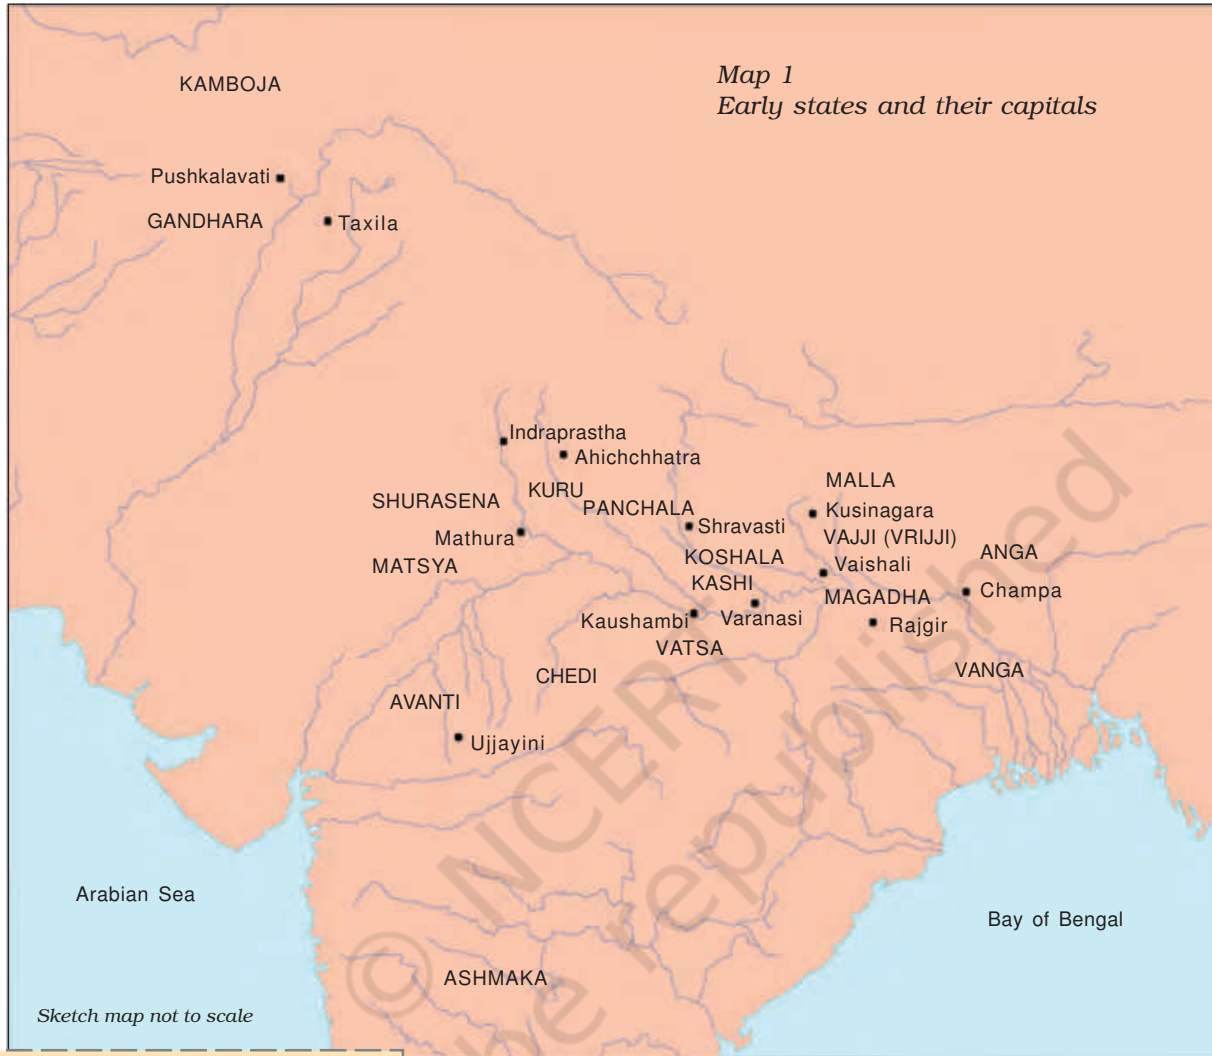 Map 1
Early states and their capitals
KAMBOJA
Pushkalavati
GANDHARA
Taxila
Indraprastha
Ahichchhatra
KURU
SHURASENA
PANCHALA
MALLA
Kusinagara
Shravasti
Mathura
VAJJI (VRIJJI)
KOSHALA
Vaishali
ANGA
MATSYA
KASHI
Champa
MAGADHA
Kaushambi
Varanasi
Rajgir
VATSA
VANGA
CHEDI
AVANTI
Ujjayini
Arabian Sea
Bay of Bengal
ASHMAKA
Sketch map not to scale
© NCERT
be republished